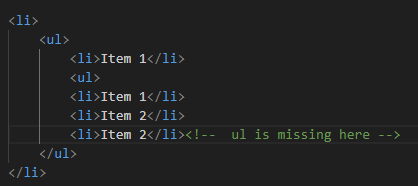 <li>
<ul>
<li>Item 1</li>
<ul>
<li>Item 1</li>
<li>Item 2</li>
<li>Item 2</li><!--  ul is missing here -->
</ul>
</li>